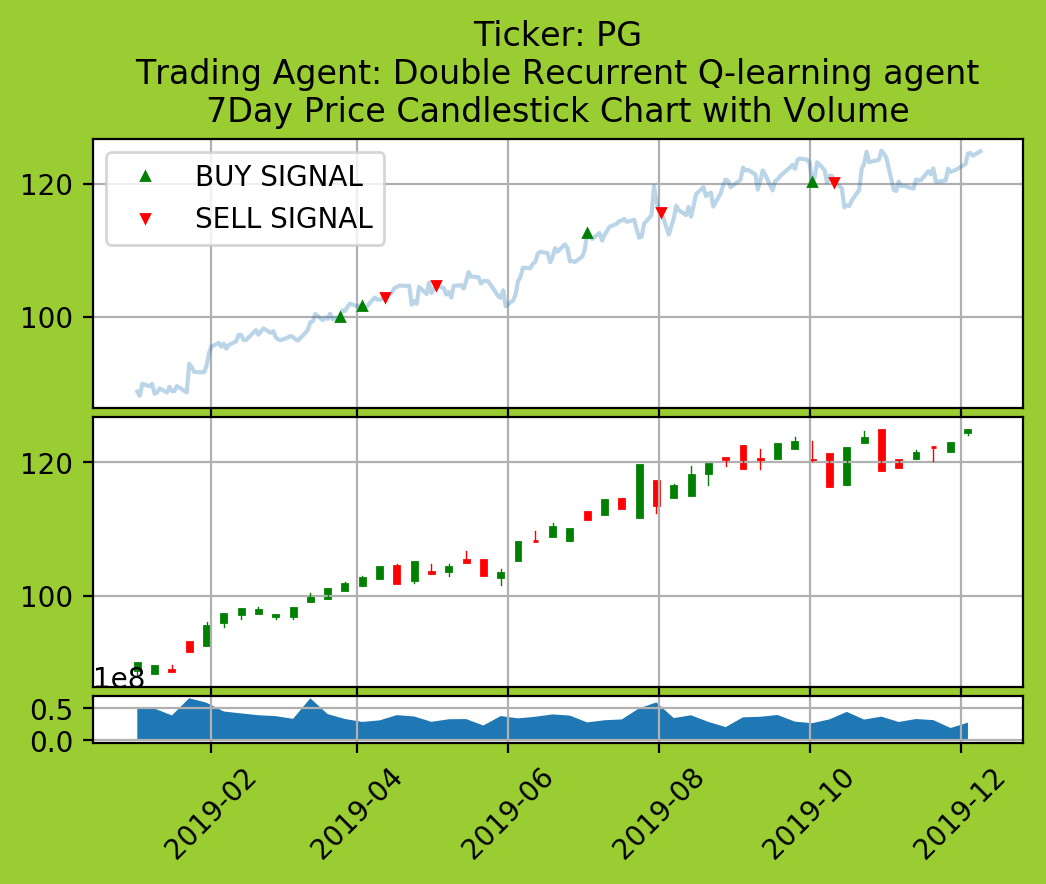 Ticker: PG
Trading Agent: Double Recurrent Q-learning agent
7Day Price Candlestick Chart with Volume
BUY SIGNAL
SELL SIGNAL
120
100
120
100
1e8
0.5
0.0
2019-02
2019-04
2019-06
2019-08
2019-10
2019-12